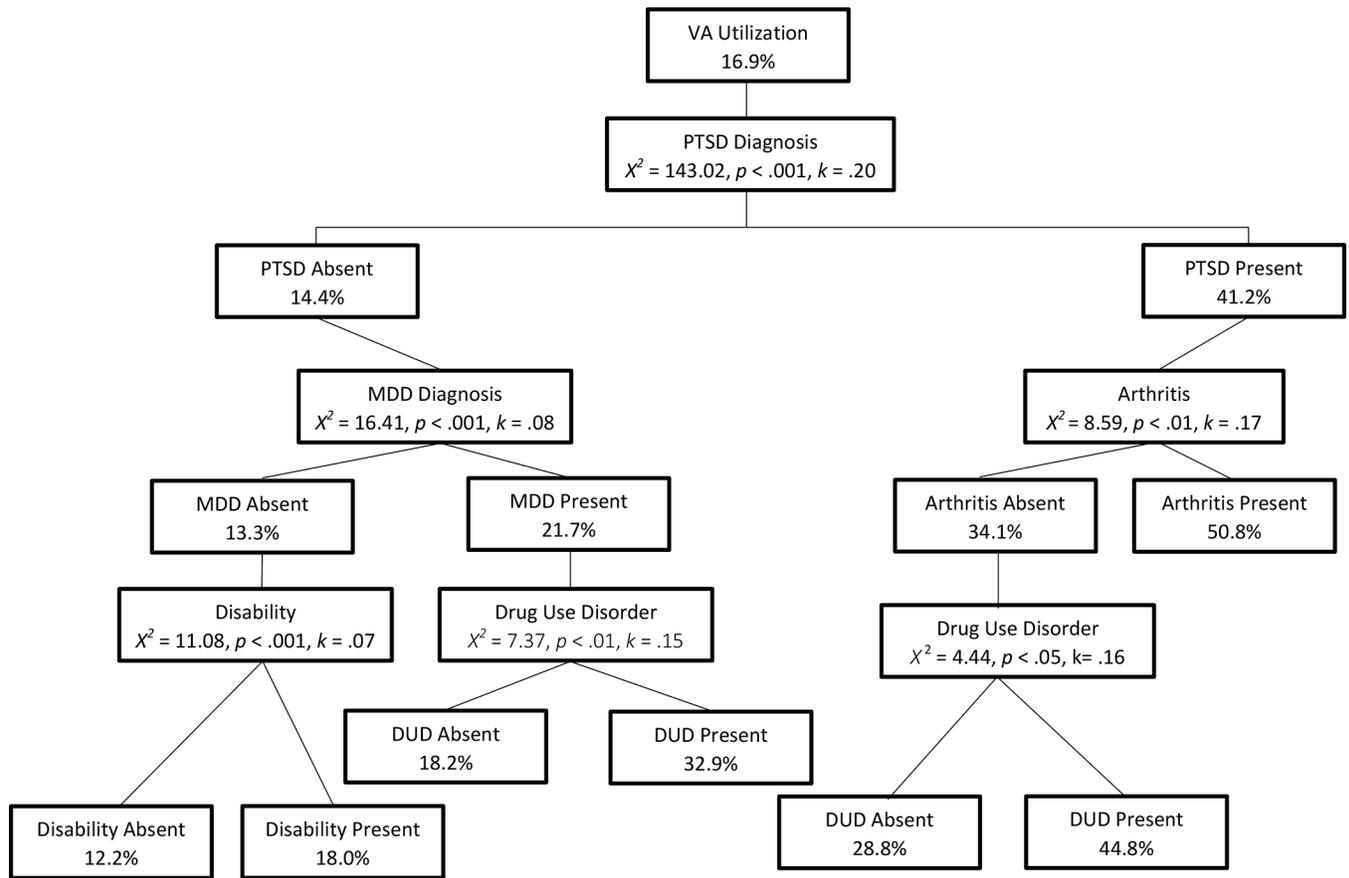 VA Utilization
16.9%
PTSD Diagnosis
X² = 143.02, p < .001, k = .20
PTSD Absent
14.4%
PTSD Present
41.2%
MDD Diagnosis
X² = 16.41, p < .001, k = .08
Arthritis
X² = 8.59, p < .01, k = .17
MDD Absent
13.3%
MDD Present
21.7%
Arthritis Absent
34.1%
Arthritis Present
50.8%
Disability
X² = 11.08, p < .001, k = .07
Drug Use Disorder
X² = 7.37, p < .01, k = .15
Drug Use Disorder
X² = 4.44, p < .05, k= .16
DUD Absent
18.2%
DUD Present
32.9%
Disability Absent
12.2%
Disability Present
18.0%
DUD Absent
28.8%
DUD Present
44.8%